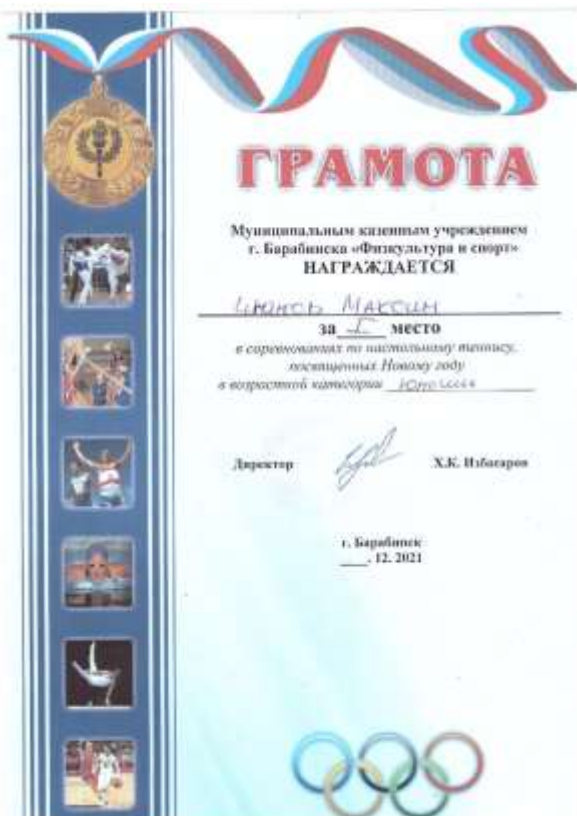 ГРАМОТА
Муниципальным казенным учреждением
г. Барабинска «Физкультура и спорт»
НАГРАЖДАЕТСЯ
Максим
за I место
в соревнованиях по настольному теннису,
посвященных Новому году
в возрастной категории юноши
Директор Х.К. Избасаров
г. Барабинск
____. 12. 2021